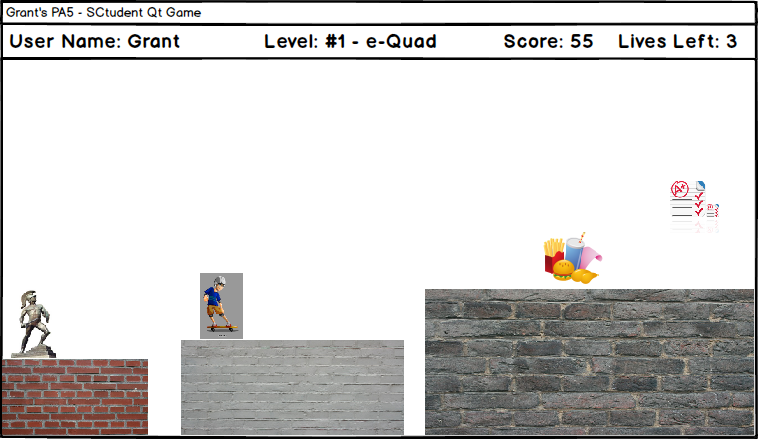 Grant's PA5 - SCtudent Qt Game
User Name: Grant Level: #1 - e-Quad Score: 55 Lives Left: 3
A+